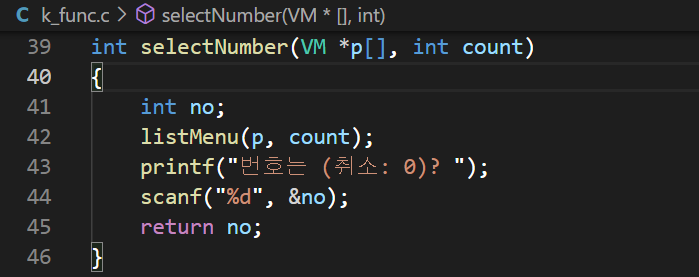 C k_func.c > selectNumber(VM * [], int)
39 int selectNumber(VM *p[], int count)
40 {
41 int no;
42 listMenu(p, count);
43 printf("번호는 (취소: 0)? ");
44 scanf("%d", &no);
45 return no;
46 }